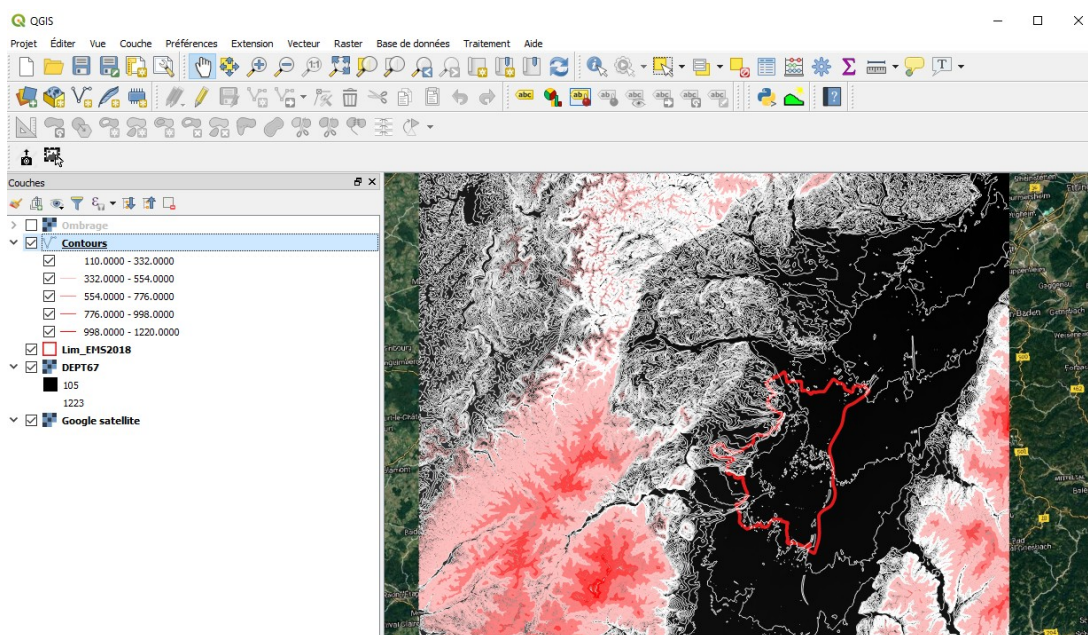 QGIS
Projet Éditer Vue Couche Préférences Extension Vecteur Raster Base de données Traitement Aide
abc
Couches
Ombrage
Contours
110.0000 - 332.0000
332.0000 - 554.0000
554.0000 - 776.0000
776.0000 - 998.0000
998.0000 - 1220.0000
Lim_EMS2018
DEPT67
105
1223
Google satellite
Gaggenau